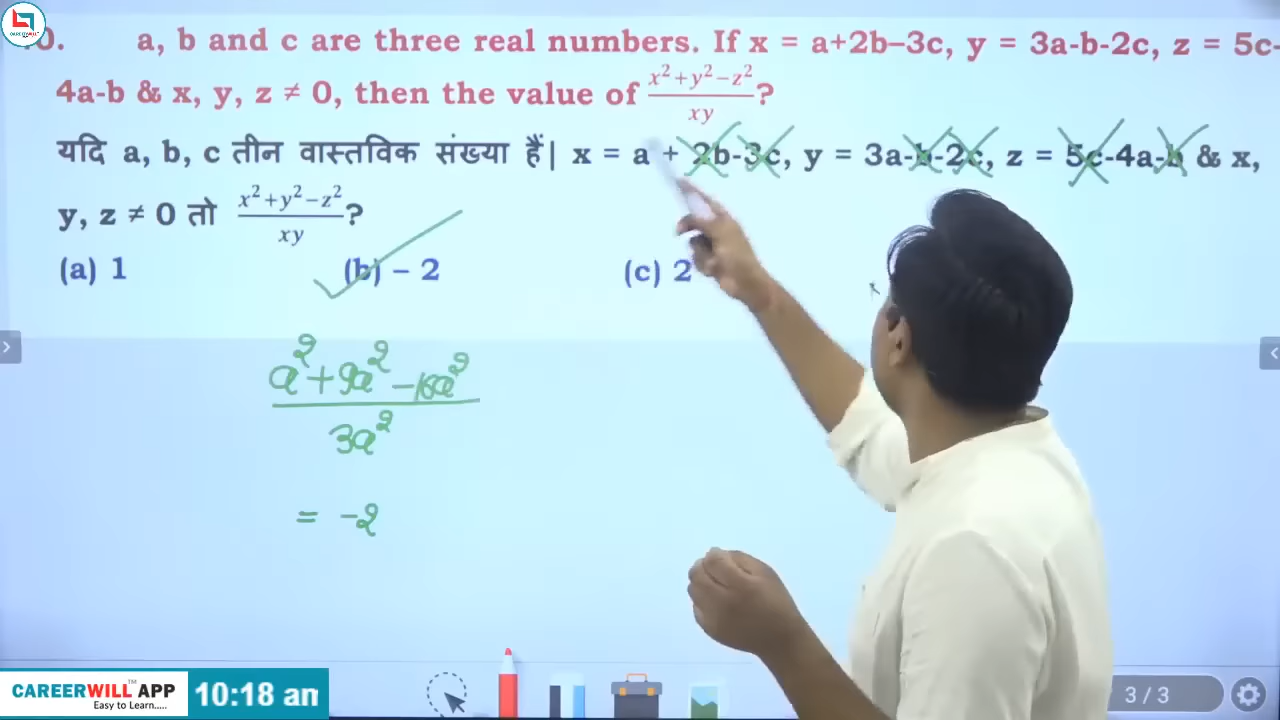 0. a, b and c are three real numbers. If x = a+2b–3c, y = 3a-b-2c, z = 5c-
4a-b & x, y, z ≠ 0, then the value of x²+y²−z²/xy?
यदि a, b, c तीन वास्तविक संख्या हैं| x = a + 2b-3c, y = 3a-b-2c, z = 5c-4a-b & x,
y, z ≠ 0 तो x²+y²−z²/xy?
(a) 1 (b) – 2 (c) 2
a²+9a²-16a²
3a²
= -2
CAREERWILL™ APP
Easy to Learn.....
10:18 am
3 / 3